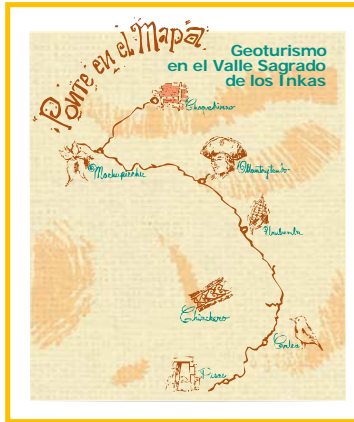 Ponte en el Mapa
Geoturismo
en el Valle Sagrado
de los Inkas
Machupicchu
Ollantaytambo
Urubamba
Chinchero
Calca
Pisac